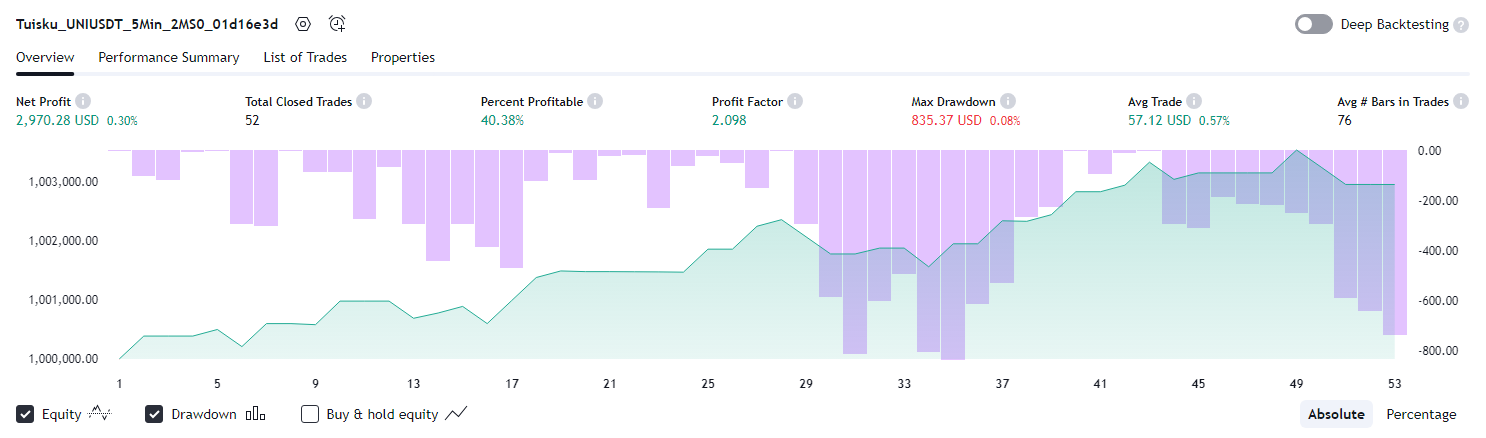 Tuisku_UNIUSDT_5Min_2MS0_01d16e3d Deep Backtesting ?
Overview Performance Summary List of Trades Properties
Net Profit i Total Closed Trades i Percent Profitable i Profit Factor i Max Drawdown i Avg Trade i Avg # Bars in Trades i
2,970.28 USD 0.30% 52 40.38% 2.098 835.37 USD 0.08% 57.12 USD 0.57% 76
0.00
1,003,000.00
-200.00
1,002,000.00
-400.00
1,001,000.00
-600.00
1,000,000.00
-800.00
1 5 9 13 17 21 25 29 33 37 41 45 49 53
Equity Drawdown Buy & hold equity Absolute Percentage